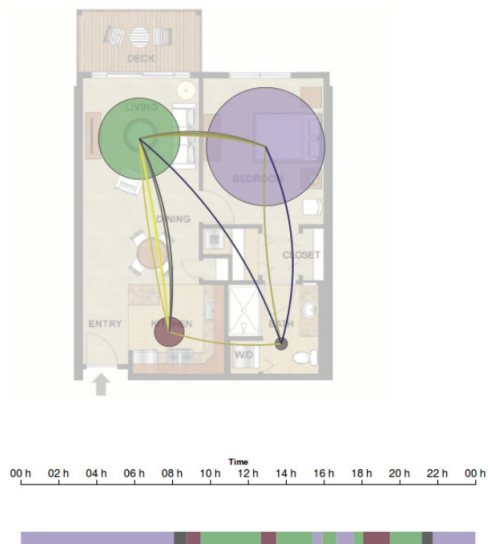 DECK
LIVING
BEDROOM
DINING
CLOSET
ENTRY
KITCHEN
BATH
W/D
Time
00 h 02 h 04 h 06 h 08 h 10 h 12 h 14 h 16 h 18 h 20 h 22 h 00 h